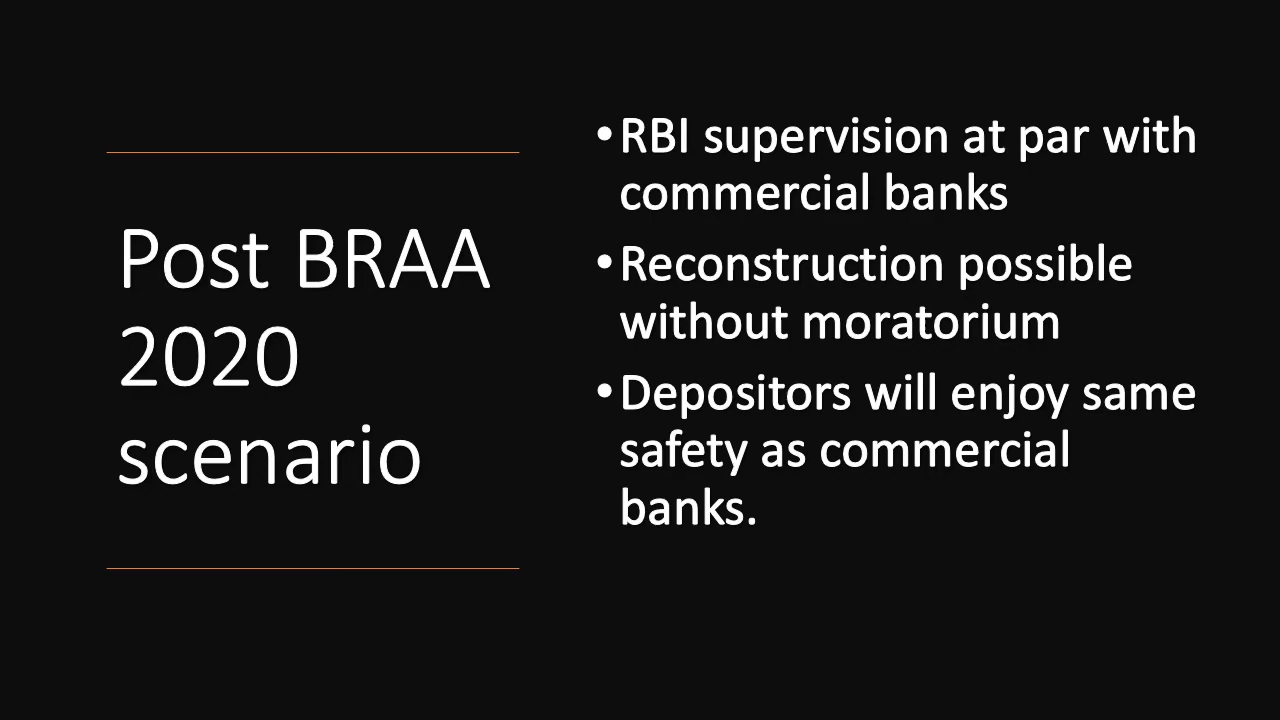 Post BRAA
2020
scenario
•RBI supervision at par with
commercial banks
•Reconstruction possible
without moratorium
•Depositors will enjoy same
safety as commercial
banks.